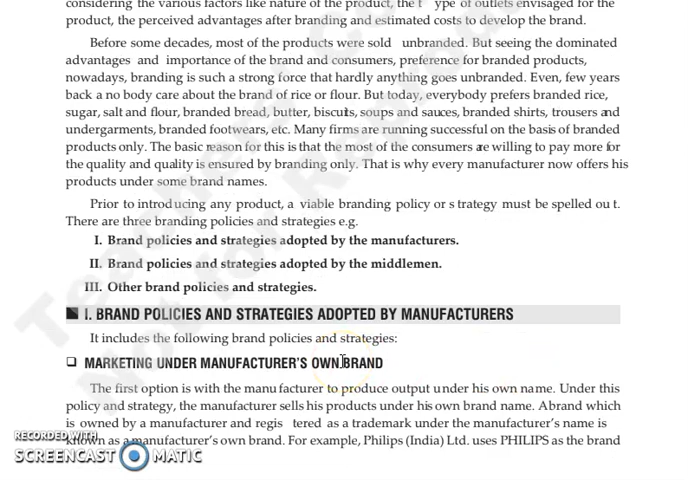 considering the various factors like nature of the product, the t ype of outlets envisaged for the
product, the perceived advantages after branding and estimated costs to develop the brand.
Before some decades, most of the products were sold unbranded. But seeing the dominated
advantages and importance of the brand and consumers, preference for branded products,
nowadays, branding is such a strong force that hardly anything goes unbranded. Even, few years
back a no body care about the brand of rice or flour. But today, everybody prefers branded rice,
sugar, salt and flour, branded bread, butter, biscuits, soups and sauces, branded shirts, trousers and
undergarments, branded footwears, etc. Many firms are running successful on the basis of branded
products only. The basic reason for this is that the most of the consumers are willing to pay more for
the quality and quality is ensured by branding only. That is why every manufacturer now offers his
products under some brand names.
Prior to introducing any product, a viable branding policy or s trategy must be spelled ou t.
There are three branding policies and strategies e.g.
I. Brand policies and strategies adopted by the manufacturers.
II. Brand policies and strategies adopted by the middlemen.
III. Other brand policies and strategies.
I. BRAND POLICIES AND STRATEGIES ADOPTED BY MANUFACTURERS
It includes the following brand policies and strategies:
❑ MARKETING UNDER MANUFACTURER'S OWN BRAND
The first option is with the manufacturer to produce output under his own name. Under this
policy and strategy, the manufacturer sells his products under his own brand name. A brand which
is owned by a manufacturer and regis tered as a trademark under the manufacturer's name is
known as a manufacturer's own brand. For example, Philips (India) Ltd. uses PHILIPS as the brand
RECORDED WITH
SCREENCAST MATIC